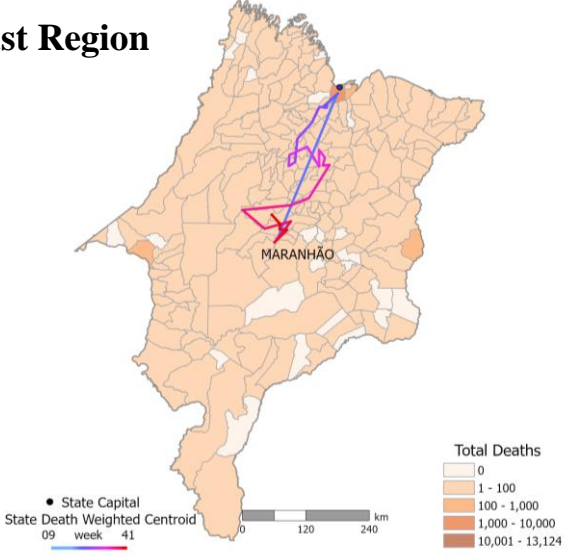 st Region
MARANHÃO
Total Deaths
0
1 - 100
100 - 1,000
1,000 - 10,000
10,001 - 13,124
State Capital
State Death Weighted Centroid
09 week 41
0 120 240 km